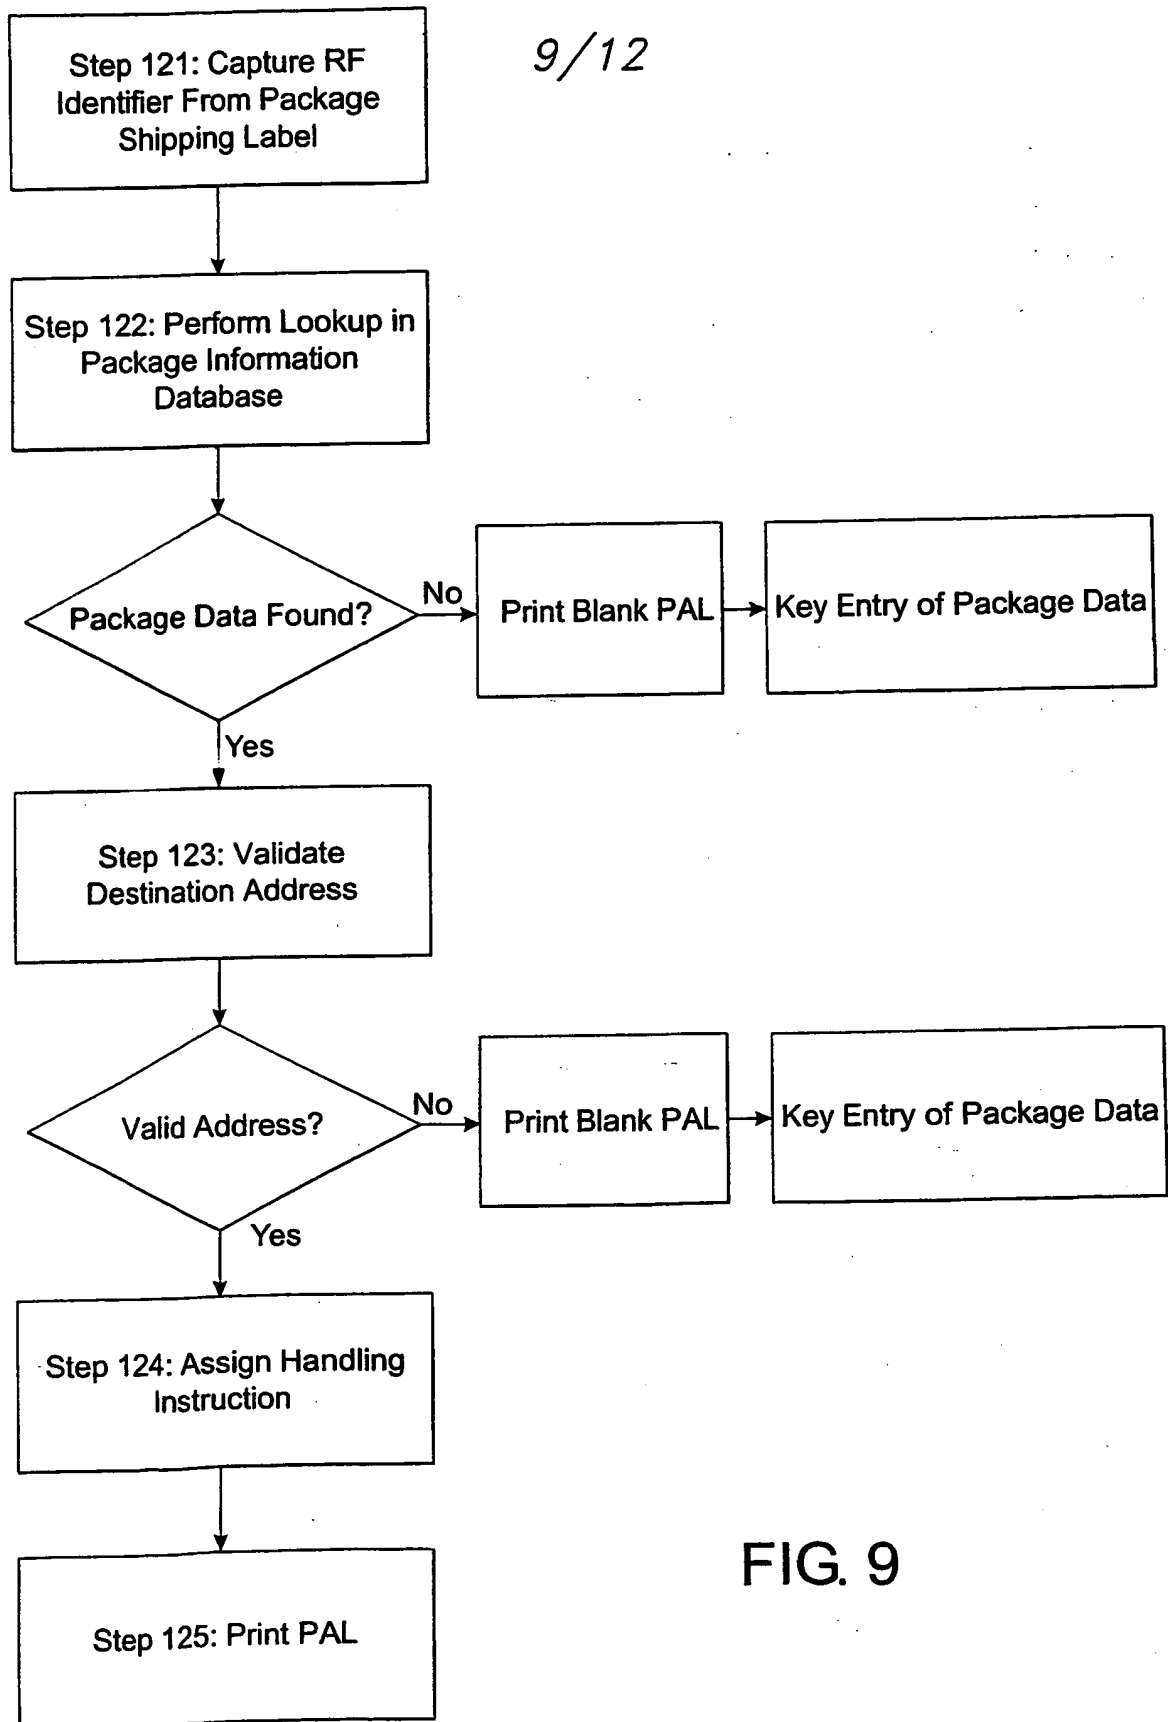 9/12
Step 121: Capture RF
Identifier From Package
Shipping Label
Step 122: Perform Lookup in
Package Information
Database
Package Data Found?
No
Print Blank PAL
Key Entry of Package Data
Yes
Step 123: Validate
Destination Address
Valid Address?
No
Print Blank PAL
Key Entry of Package Data
Yes
Step 124: Assign Handling
Instruction
Step 125: Print PAL
FIG. 9